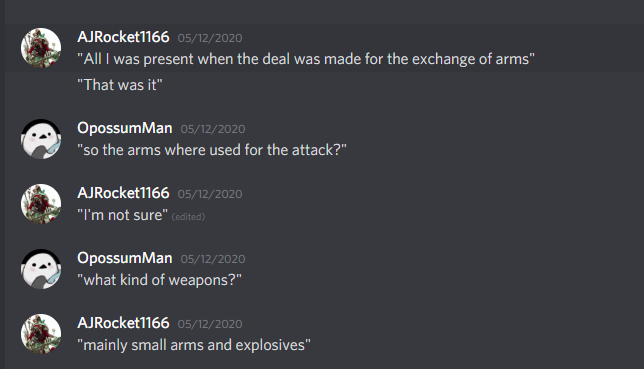 AJRocket1166 05/12/2020
"All I was present when the deal was made for the exchange of arms"
"That was it"
OpossumMan 05/12/2020
"so the arms where used for the attack?"
AJRocket1166 05/12/2020
"I'm not sure" (edited)
OpossumMan 05/12/2020
"what kind of weapons?"
AJRocket1166 05/12/2020
"mainly small arms and explosives"